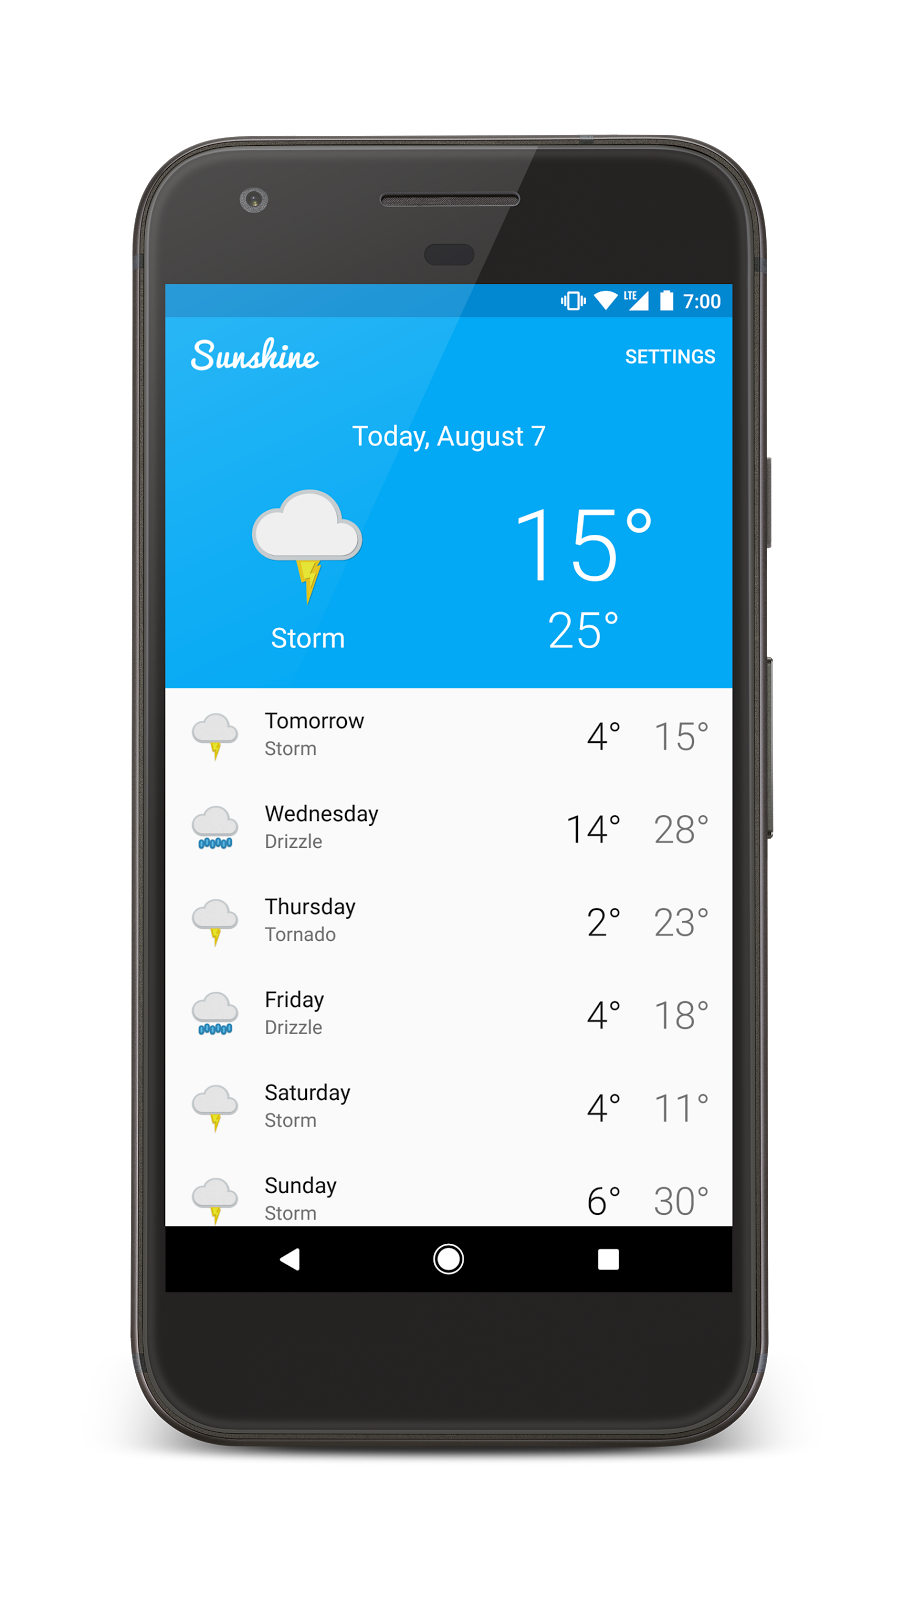 LTE 7:00
Sunshine SETTINGS
Today, August 7
15°
25°
Storm
Tomorrow
Storm
4° 15°
Wednesday
Drizzle
14° 28°
Thursday
Tornado
2° 23°
Friday
Drizzle
4° 18°
Saturday
Storm
4° 11°
Sunday
Storm
6° 30°